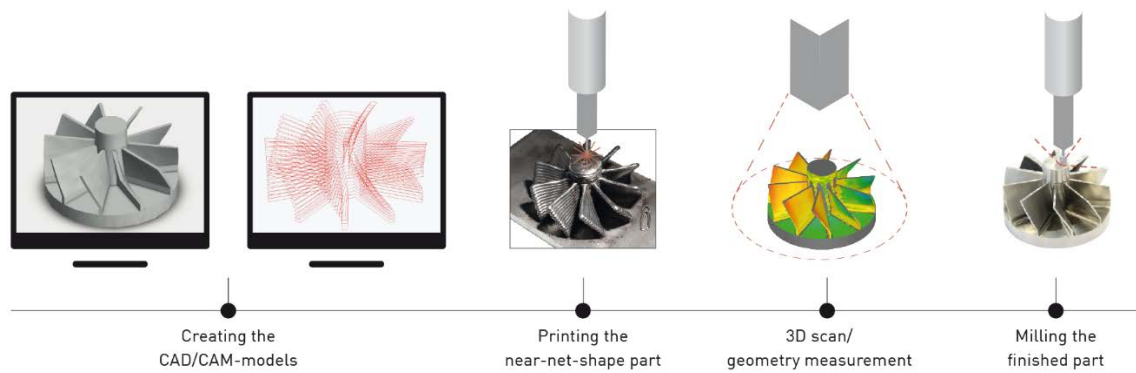 Creating the
CAD/CAM-models
Printing the
near-net-shape part
3D scan/
geometry measurement
Milling the
finished part